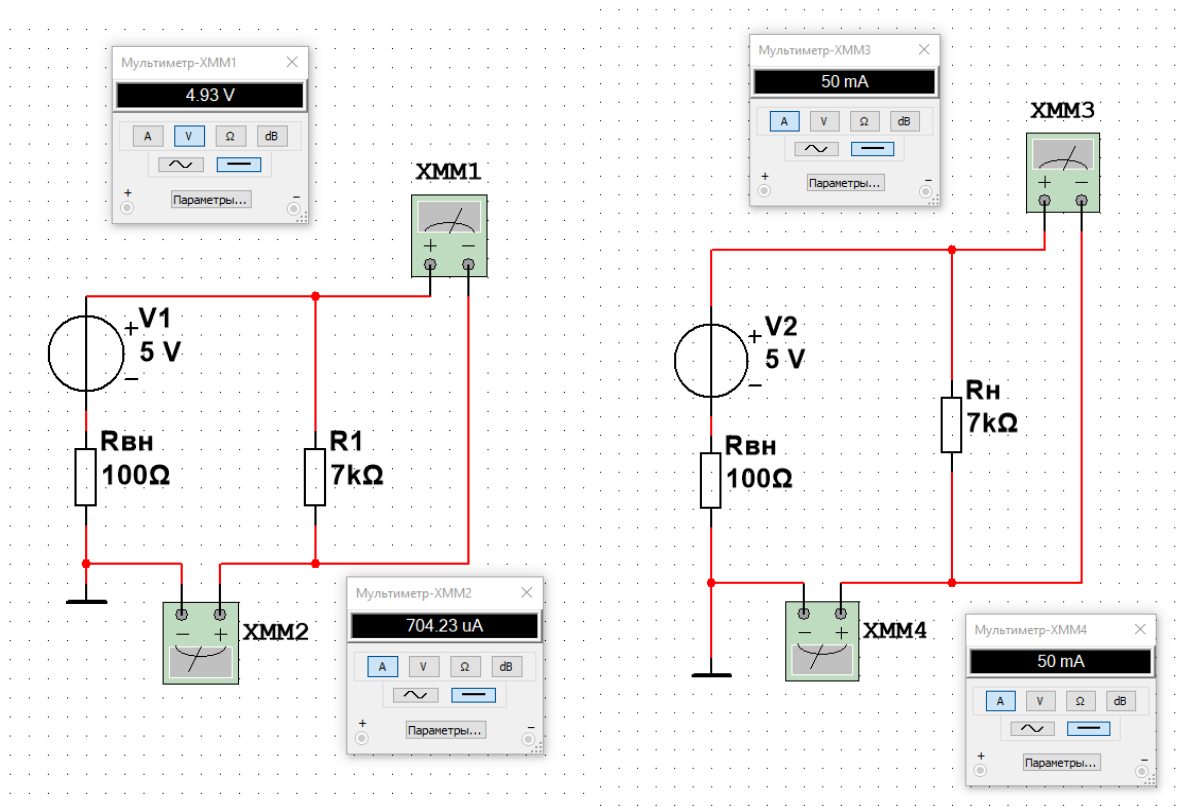 Мультиметр-XMM1
4.93 V
A V Ω dB
+ −
Параметры...
XMM1
+ −
V1
+
5 V
−
Rвн
100Ω
R1
7kΩ
XMM2
− +
Мультиметр-XMM2
704.23 uA
A V Ω dB
+ −
Параметры...
Мультиметр-XMM3
50 mA
A V Ω dB
+ −
Параметры...
XMM3
+ −
V2
+
5 V
−
Rн
7kΩ
Rвн
100Ω
XMM4
− +
Мультиметр-XMM4
50 mA
A V Ω dB
+ −
Параметры...